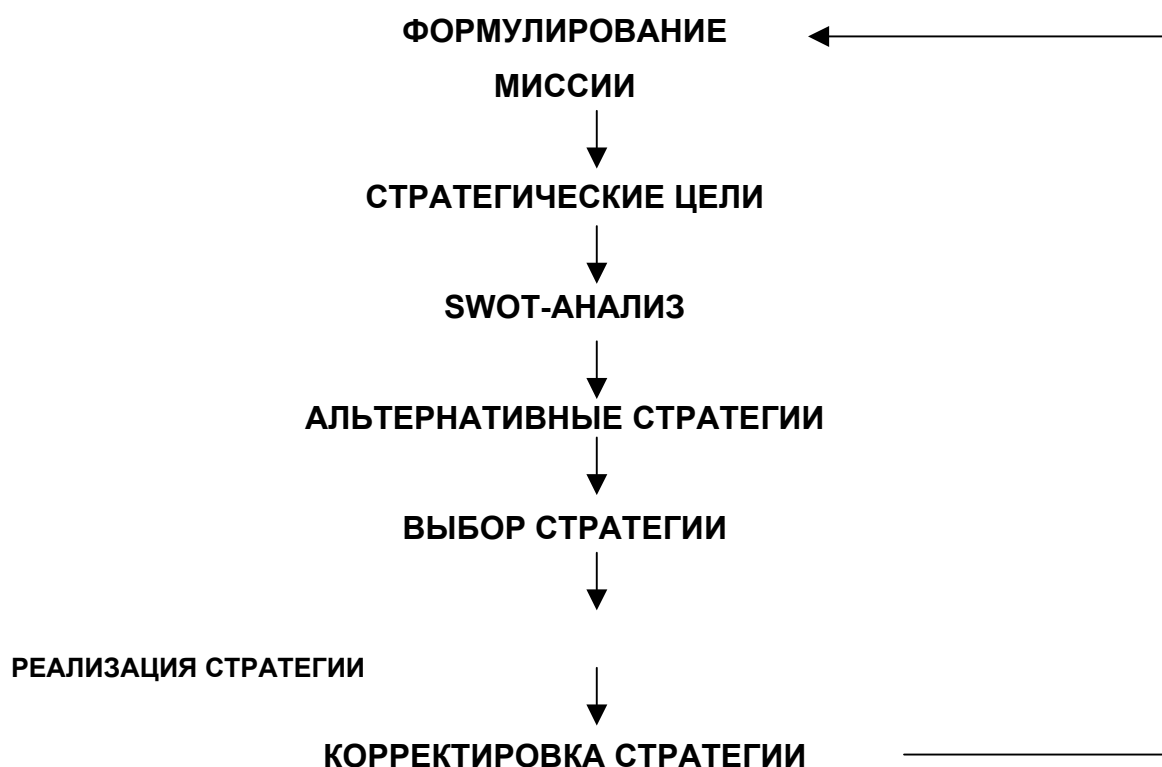 ФОРМУЛИРОВАНИЕ
МИССИИ
СТРАТЕГИЧЕСКИЕ ЦЕЛИ
SWOT-АНАЛИЗ
АЛЬТЕРНАТИВНЫЕ СТРАТЕГИИ
ВЫБОР СТРАТЕГИИ
РЕАЛИЗАЦИЯ СТРАТЕГИИ
КОРРЕКТИРОВКА СТРАТЕГИИ